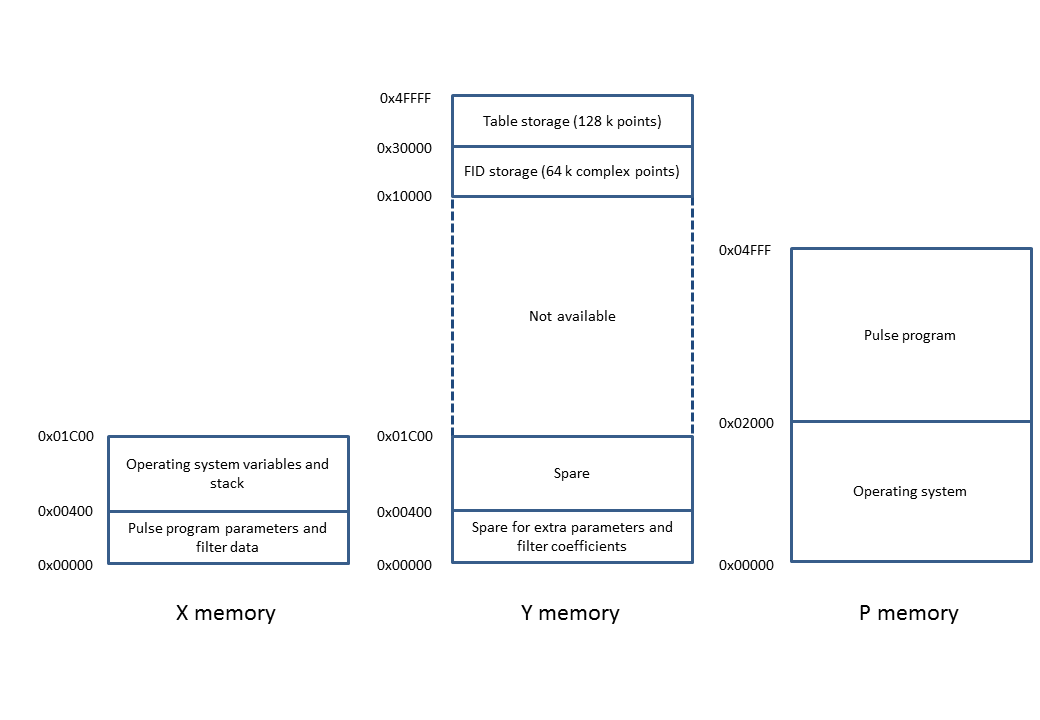 0x4FFFF
Table storage (128 k points)
0x30000
FID storage (64 k complex points)
0x10000
Not available
0x01C00
Spare
0x00400
Spare for extra parameters and
filter coefficients
0x00000
Y memory
0x01C00
Operating system variables and
stack
0x00400
Pulse program parameters and
filter data
0x00000
X memory
0x04FFF
Pulse program
0x02000
Operating system
0x00000
P memory